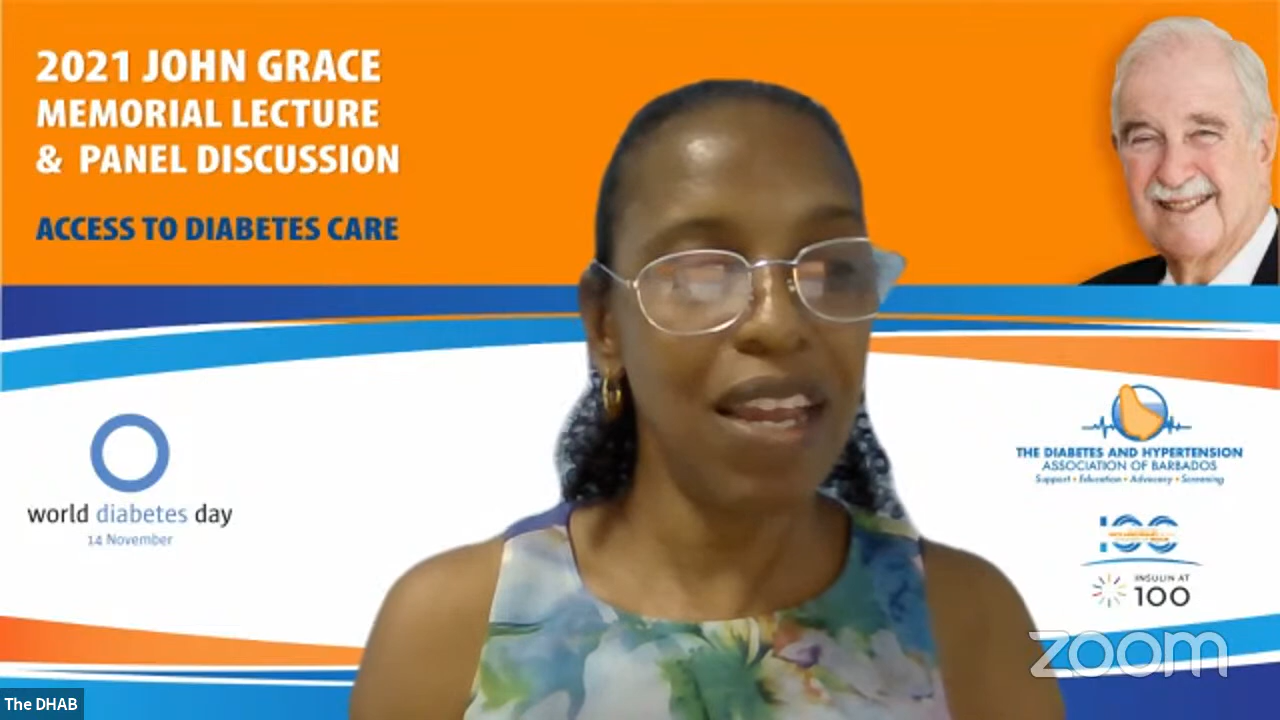 2021 JOHN GRACE
MEMORIAL LECTURE
& PANEL DISCUSSION
ACCESS TO DIABETES CARE
world diabetes day
14 November
THE DIABETES AND HYPERTENSION
ASSOCIATION OF BARBADOS
Support • Education • Advocacy • Screening
100
INSULIN AT
100
zoom
The DHAB